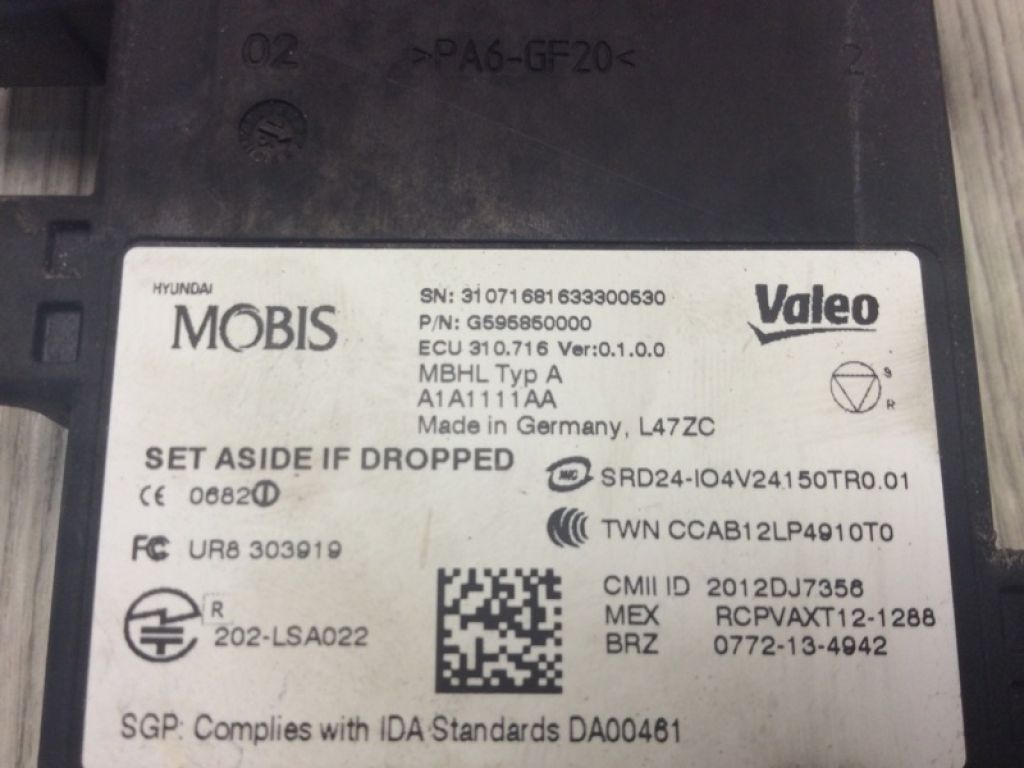 02 >PA6-GF20< 2
HYUNDAI
MOBIS
SN: 31071681633300530
P/N: G595850000
ECU 310.716 Ver:0.1.0.0
MBHL Typ A
A1A1111AA
Made in Germany, L47ZC
Valeo
S
R
SET ASIDE IF DROPPED
CE 0682
FC UR8 303919
R
202-LSA022
SRD24-IO4V24150TR0.01
TWN CCAB12LP4910T0
CMII ID 2012DJ7358
MEX RCPVAXT12-1288
BRZ 0772-13-4942
SGP: Complies with IDA Standards DA00461